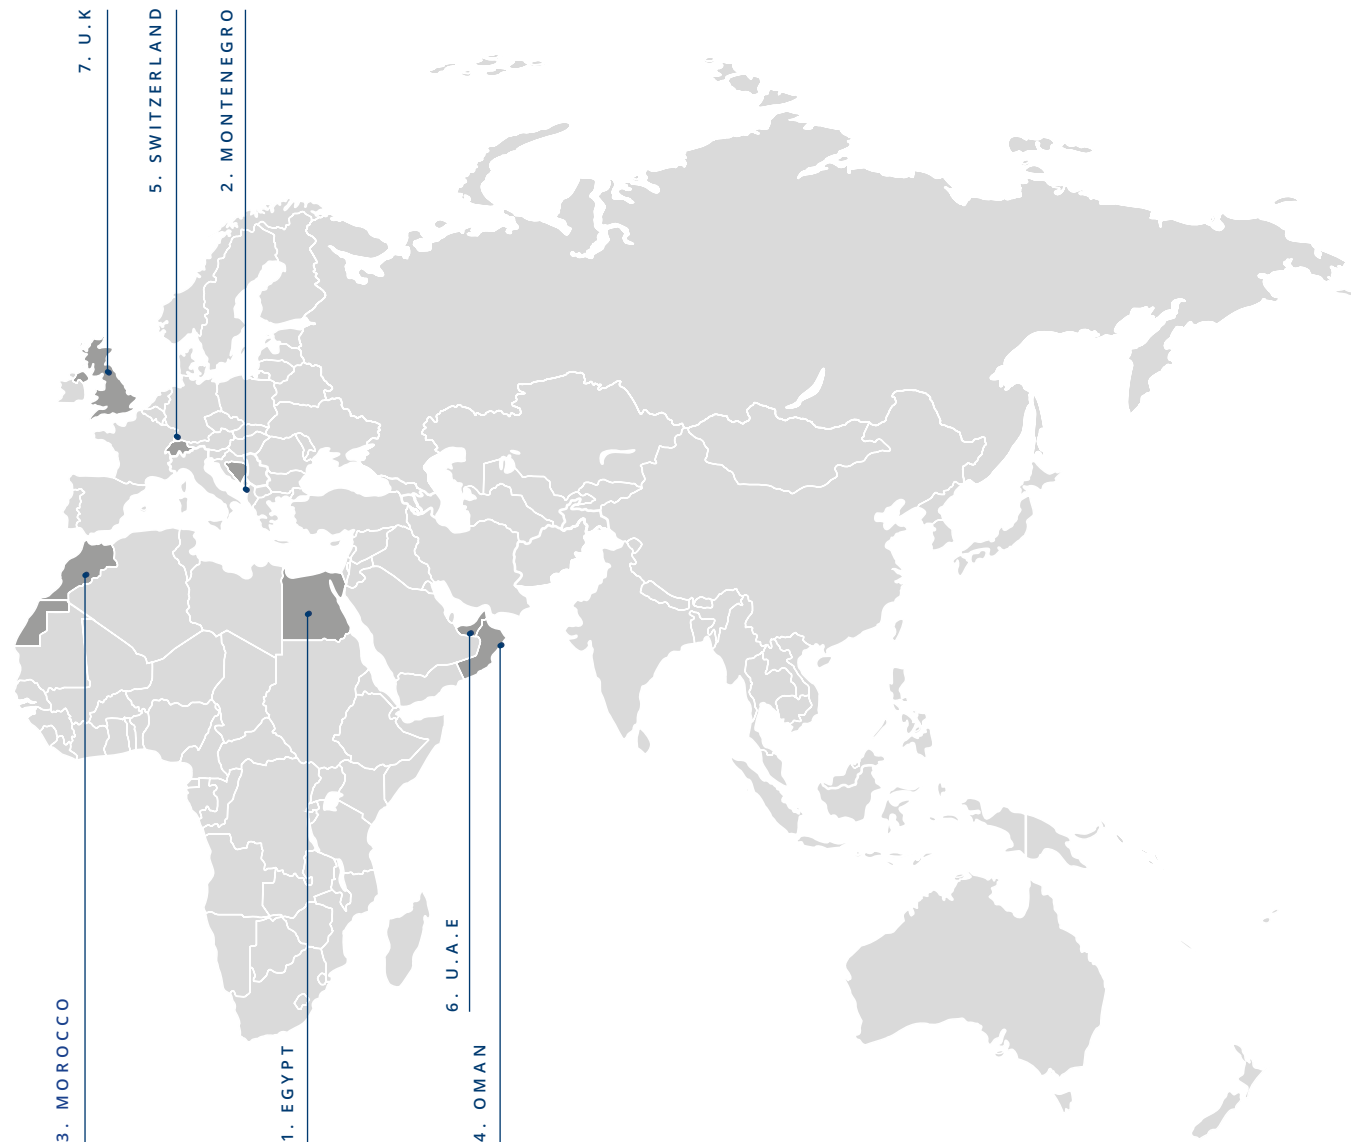 7. U.K
5. SWITZERLAND
2. MONTENEGRO
3. MOROCCO
1. EGYPT
6. U.A.E
4. OMAN